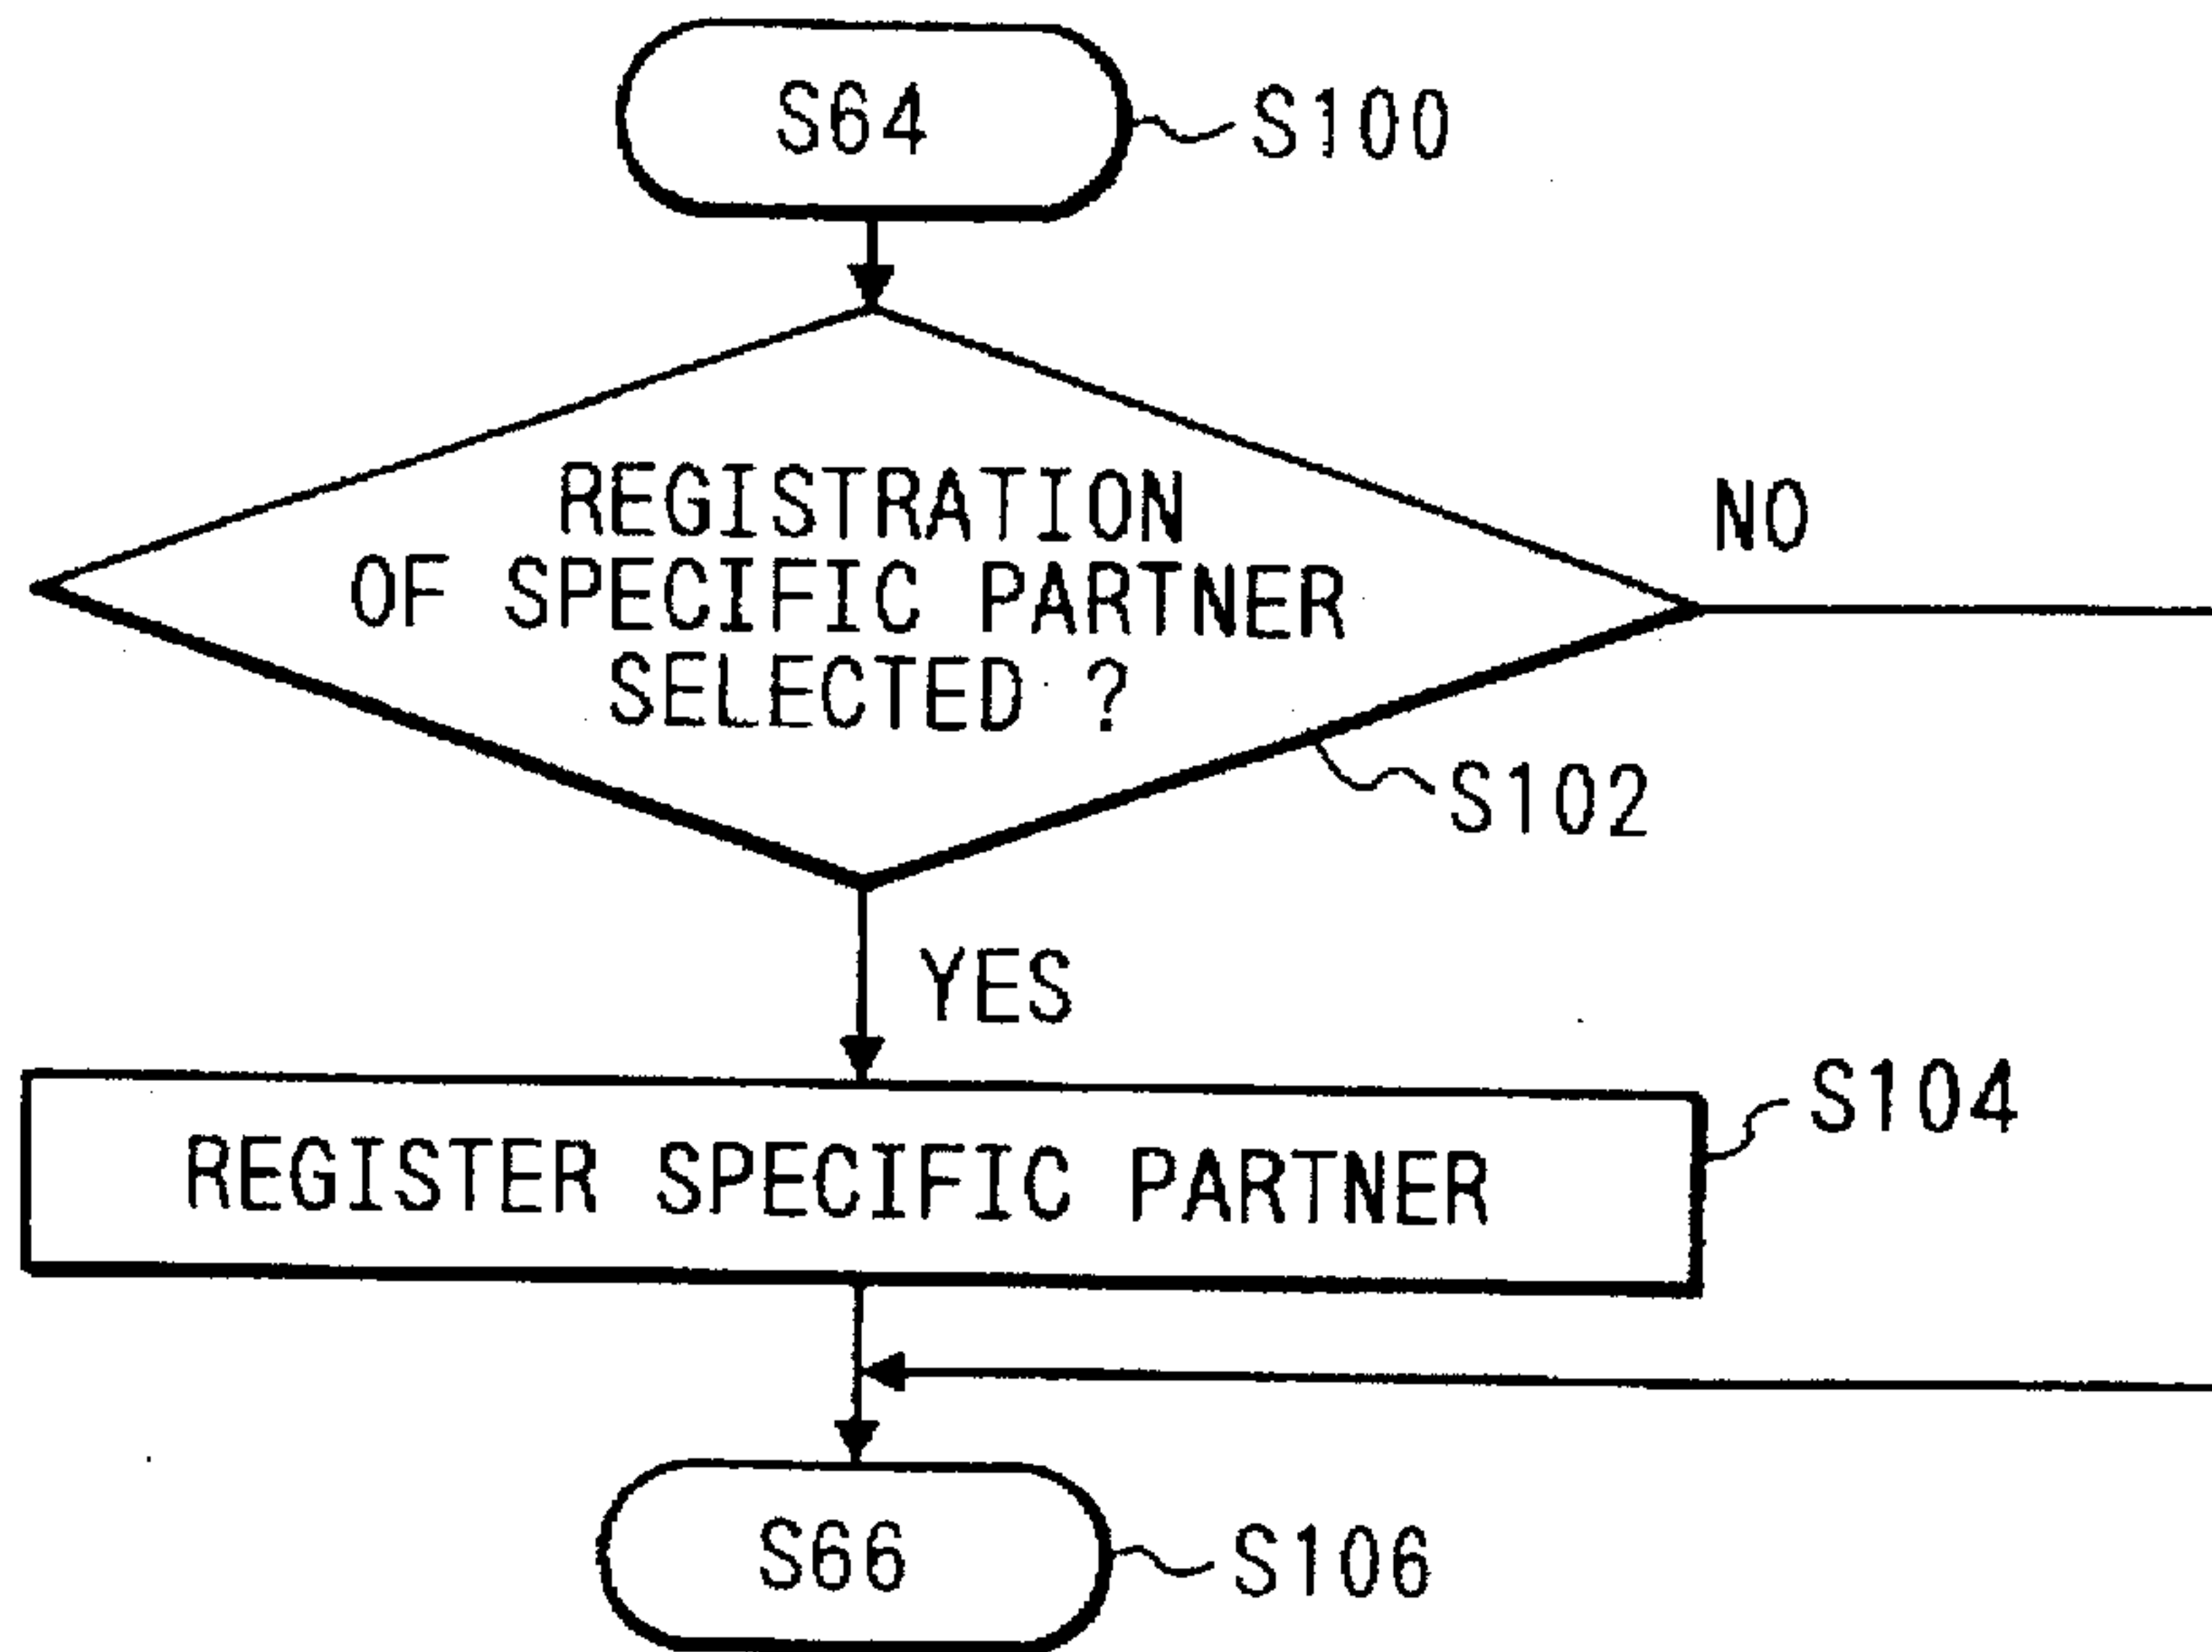 S64
S100
REGISTRATION
OF SPECIFIC PARTNER
SELECTED ?
NO
S102
YES
S104
REGISTER SPECIFIC PARTNER
S66
S106